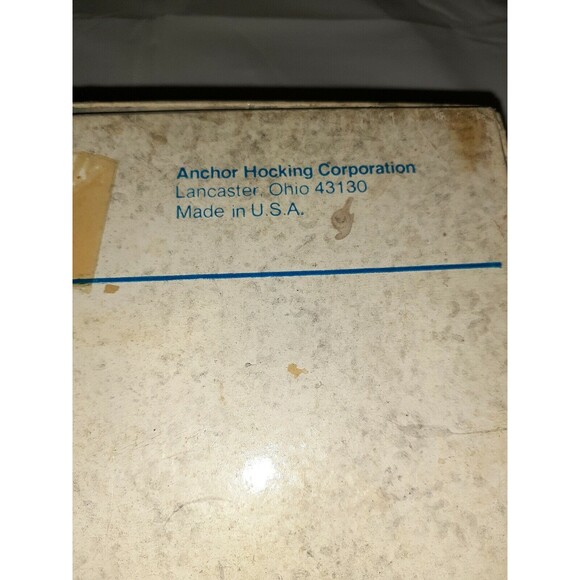 Anchor Hocking Corporation
Lancaster, Ohio 43130
Made in U.S.A.